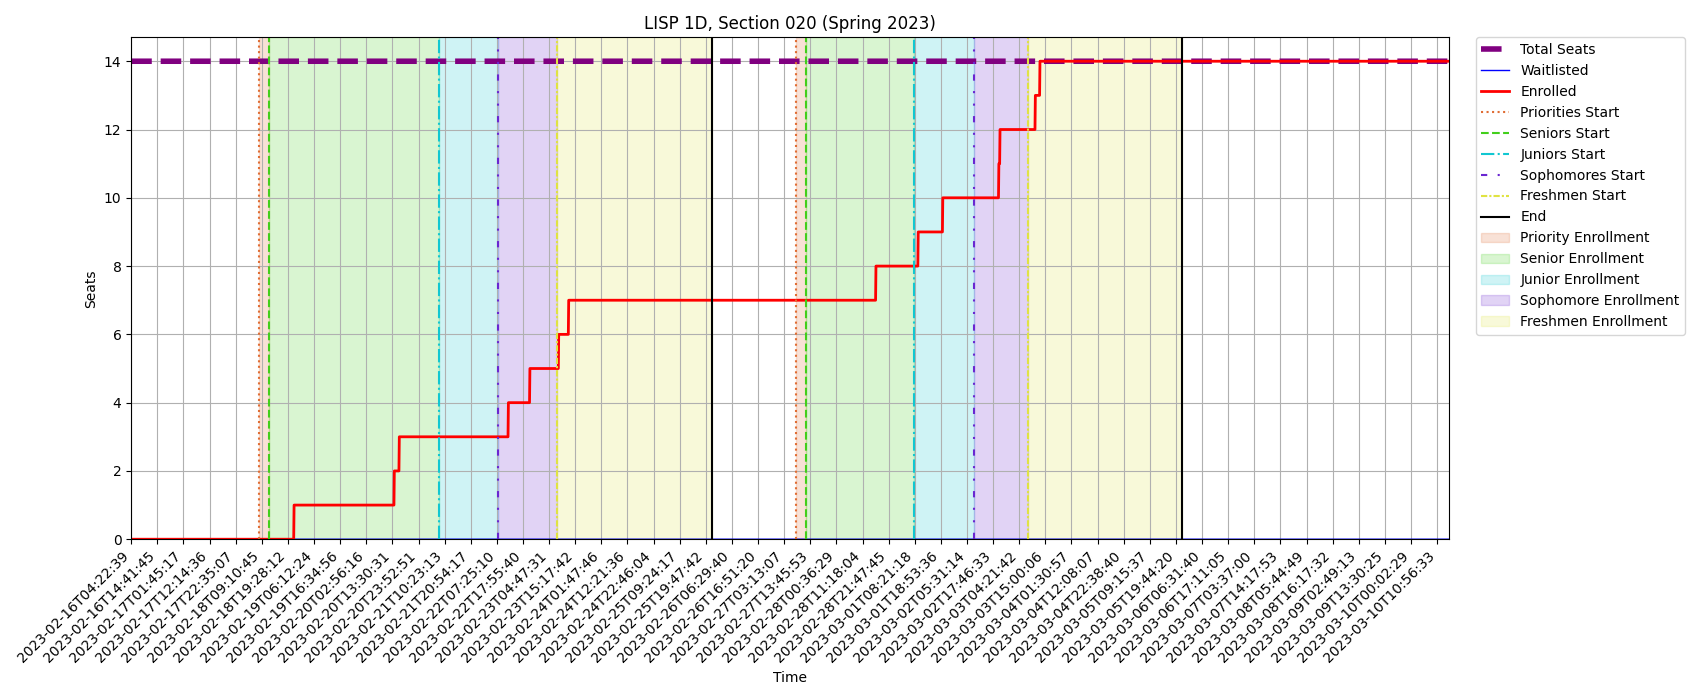 LISP 1D, Section 020 (Spring 2023)
Seats
14
12
10
8
6
4
2
0
2023-02-16T04:22:39
2023-02-16T14:41:45
2023-02-17T01:45:17
2023-02-17T12:14:36
2023-02-17T22:35:07
2023-02-18T09:10:45
2023-02-18T19:28:12
2023-02-19T06:12:24
2023-02-19T16:34:56
2023-02-20T02:56:16
2023-02-20T13:30:31
2023-02-20T23:52:51
2023-02-21T10:23:13
2023-02-21T20:54:17
2023-02-22T07:25:10
2023-02-22T17:55:40
2023-02-23T04:47:31
2023-02-23T15:17:42
2023-02-24T01:47:46
2023-02-24T12:21:36
2023-02-24T22:46:04
2023-02-25T09:24:17
2023-02-25T19:47:42
2023-02-26T06:29:40
2023-02-26T16:51:20
2023-02-27T03:13:07
2023-02-27T13:45:53
2023-02-28T00:36:29
2023-02-28T11:18:04
2023-02-28T21:47:45
2023-03-01T08:21:18
2023-03-01T18:53:36
2023-03-02T05:31:14
2023-03-02T17:46:33
2023-03-03T04:21:42
2023-03-03T15:00:06
2023-03-04T01:30:57
2023-03-04T12:08:07
2023-03-04T22:38:40
2023-03-05T09:15:37
2023-03-05T19:44:20
2023-03-06T06:31:40
2023-03-06T17:11:05
2023-03-07T03:37:00
2023-03-07T14:17:53
2023-03-08T05:44:49
2023-03-08T16:17:32
2023-03-09T02:49:13
2023-03-09T13:30:25
2023-03-10T00:02:29
2023-03-10T10:56:33
Time
Total Seats
Waitlisted
Enrolled
Priorities Start
Seniors Start
Juniors Start
Sophomores Start
Freshmen Start
End
Priority Enrollment
Senior Enrollment
Junior Enrollment
Sophomore Enrollment
Freshmen Enrollment